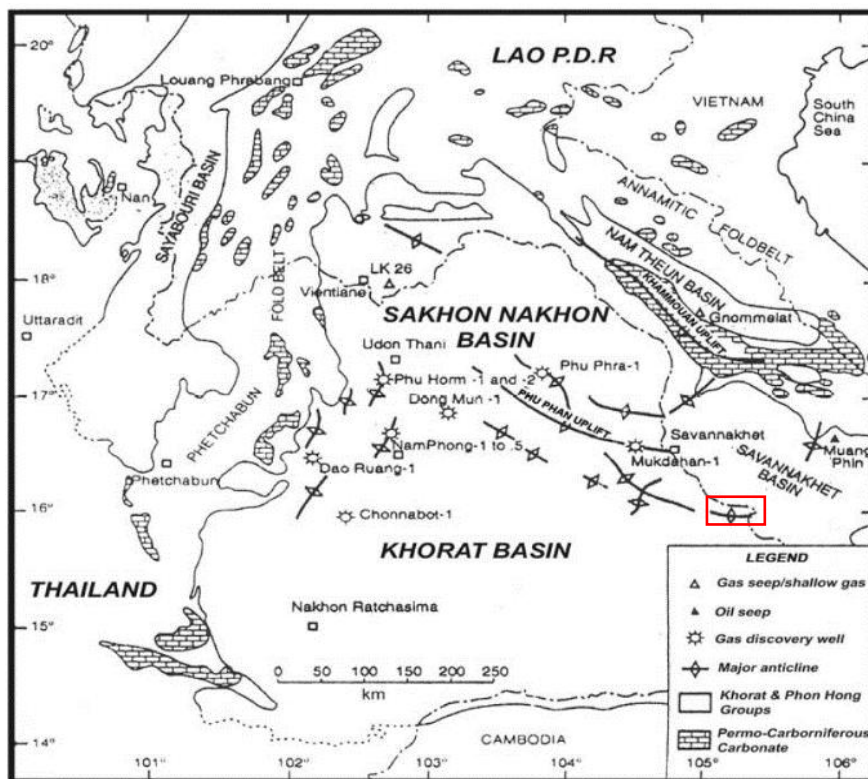 20°
LAO P.D.R
Louang Phrabang
VIETNAM
South
China
Sea
19°
ANNAMITIC
FOLDBELT
Nan
SAYABOURI BASIN
NAM THEUN BASIN
18°
LK 26
FOLD BELT
Vientiane
KHAMMOUAN UPLIFT
Gnommelat
Uttaradit
SAKHON NAKHON
BASIN
Udon Thani
17°
Phu Horm -1 and -2
Phu Phra-1
Dong Mun -1
PHU PHAN UPLIFT
PHETCHABUN
Savannakhet
NamPhong-1 to .5
Muang
Phin
Dao Ruang-1
Mukdahan-1
SAVANNAKHET
BASIN
Phetchabun
16°
Chonnabot-1
KHORAT BASIN
LEGEND
THAILAND
Gas seep/shallow gas
Nakhon Ratchasima
Oil seep
15°
Gas discovery well
0 50 100 150 200 250
km
Major anticline
Khorat & Phon Hong
Groups
14°
CAMBODIA
Permo-Carborniferous
Carbonate
101° 102° 103° 104° 105° 106°